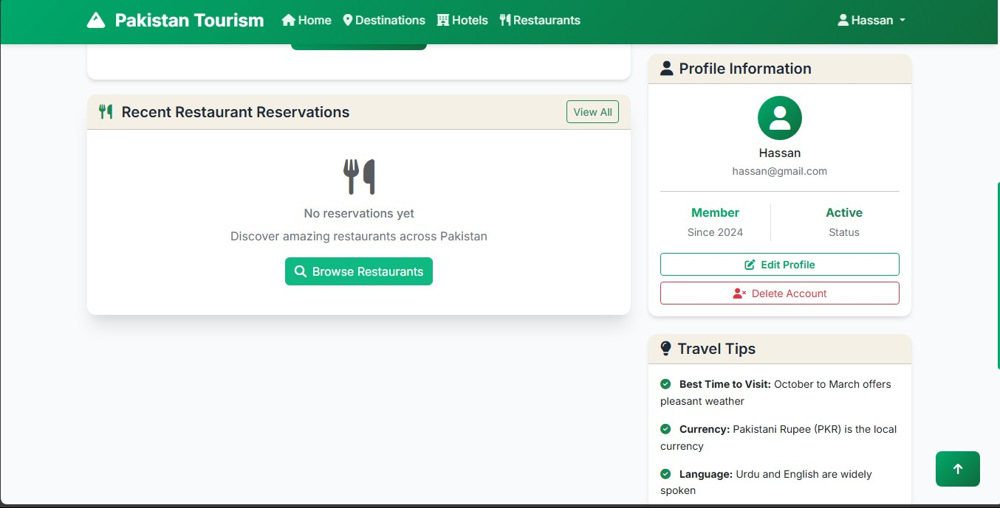 Pakistan Tourism Home Destinations Hotels Restaurants Hassan
Recent Restaurant Reservations View All
No reservations yet
Discover amazing restaurants across Pakistan
Browse Restaurants
Profile Information
Hassan
hassan@gmail.com
Member Active
Since 2024 Status
Edit Profile
Delete Account
Travel Tips
Best Time to Visit: October to March offers
pleasant weather
Currency: Pakistani Rupee (PKR) is the local
currency
Language: Urdu and English are widely
spoken